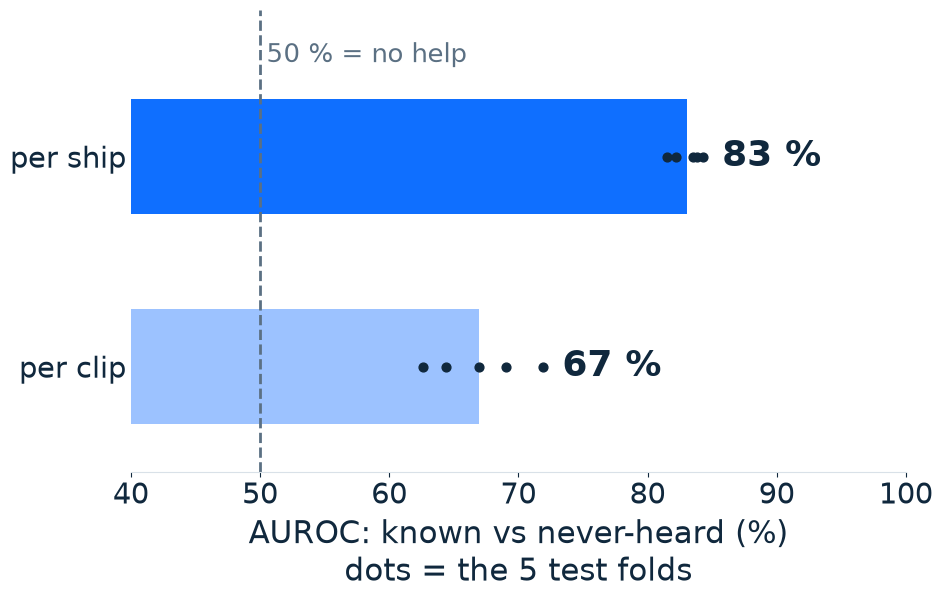 50 % = no help
per ship
83 %
per clip
67 %
40 50 60 70 80 90 100
AUROC: known vs never-heard (%)
dots = the 5 test folds